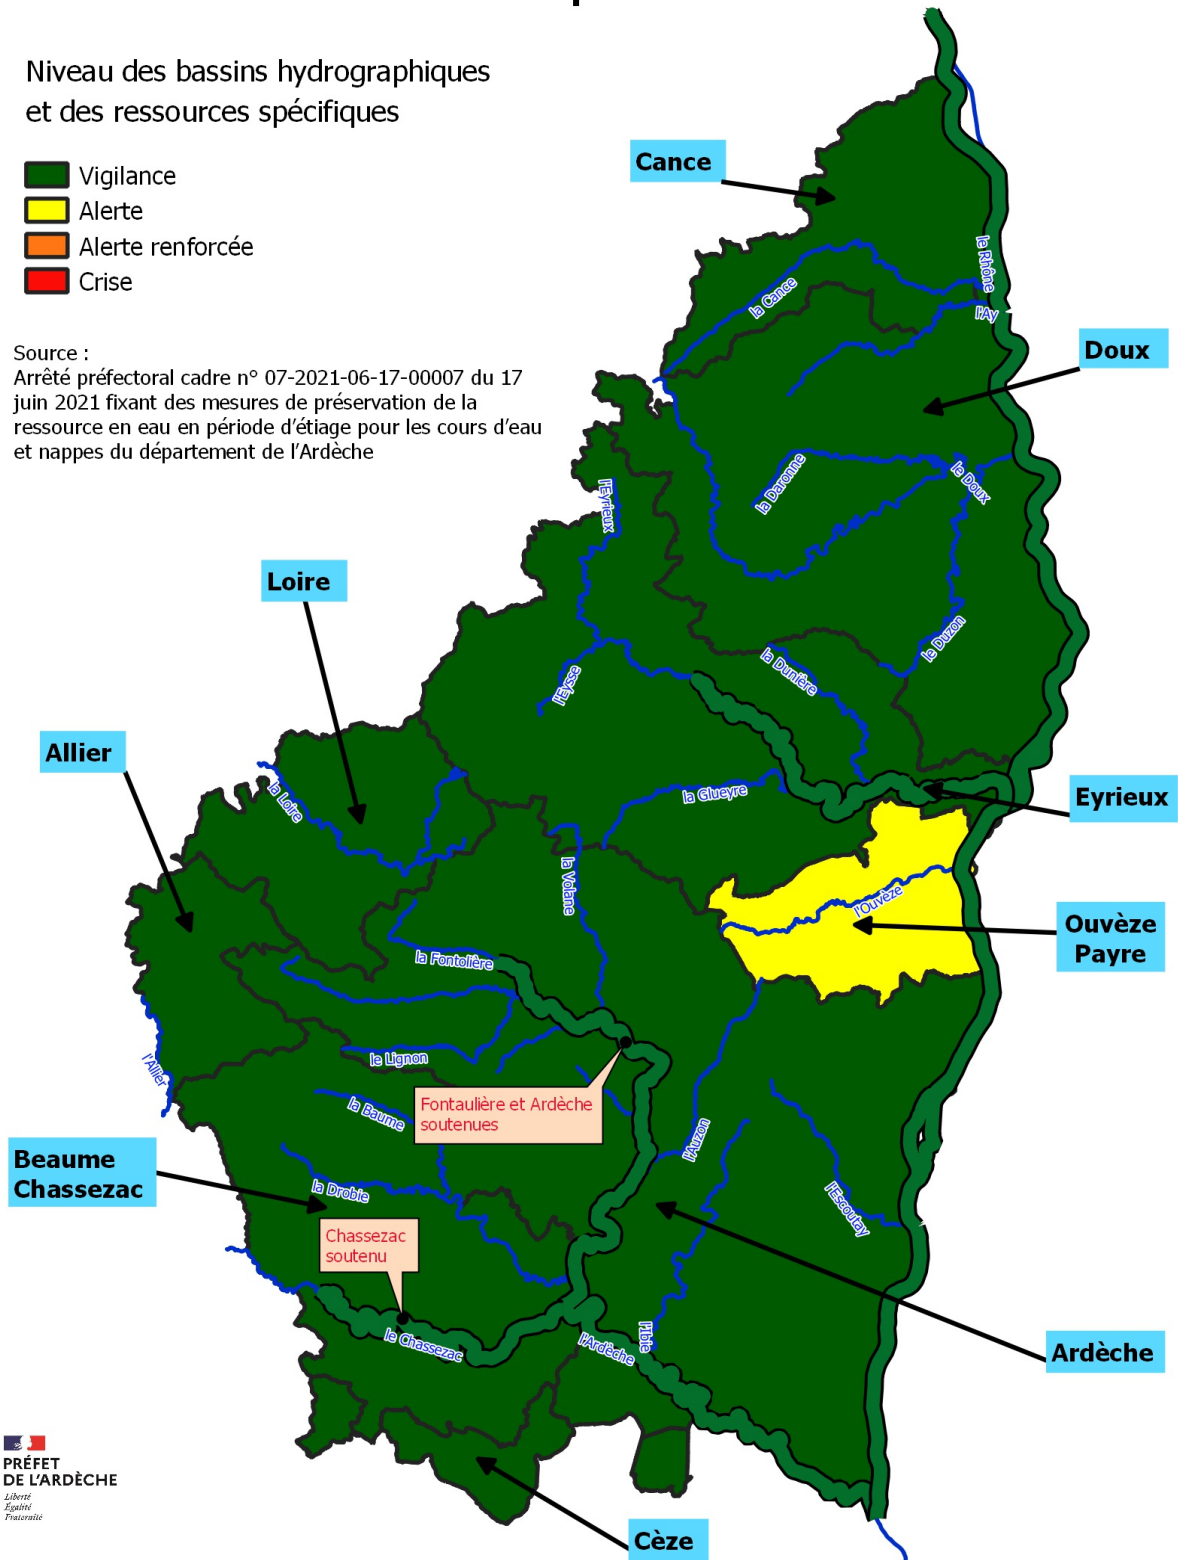 Niveau des bassins hydrographiques
et des ressources spécifiques
Vigilance
Alerte
Alerte renforcée
Crise
Source :
Arrêté préfectoral cadre n° 07-2021-06-17-00007 du 17
juin 2021 fixant des mesures de préservation de la
ressource en eau en période d'étiage pour les cours d'eau
et nappes du département de l'Ardèche
Cance
le Rhône
la Cance
l'Ay
Doux
la Daronne
le Doux
l'Eyrieux
Loire
le Duzon
la Dunière
l'Eysse
Allier
la Loire
la Glueyre
Eyrieux
la Volane
l'Ouvèze
Ouvèze
Payre
la Fontolière
le Lignon
l'Allier
la Baume
Fontaulière et Ardèche
soutenues
l'Auzon
Beaume
Chassezac
la Drobie
l'Escoutay
Chassezac
soutenu
le Chassezac
l'Ardèche
l'Ibie
Ardèche
PRÉFET
DE L'ARDÈCHE
Liberté
Égalité
Fraternité
Cèze